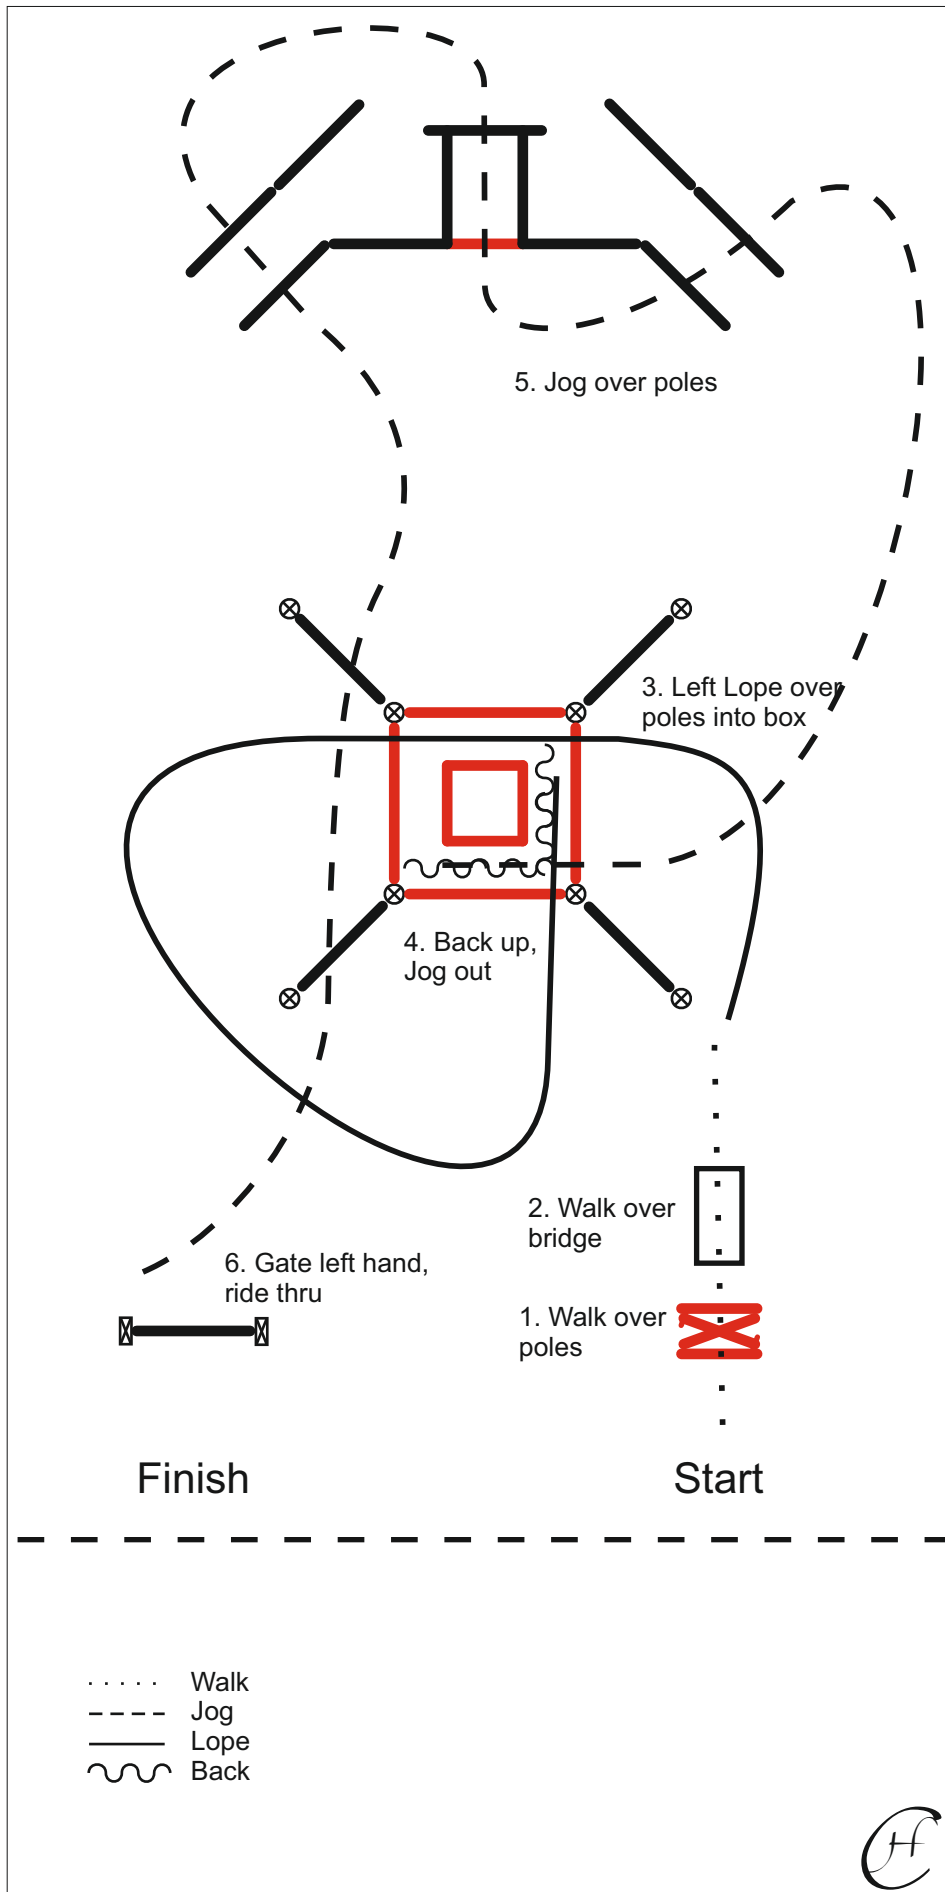 5. Jog over poles
3. Left Lope over
poles into box
4. Back up,
Jog out
2. Walk over
bridge
6. Gate left hand,
ride thru
1. Walk over
poles
Finish
Start
Walk
Jog
Lope
Back